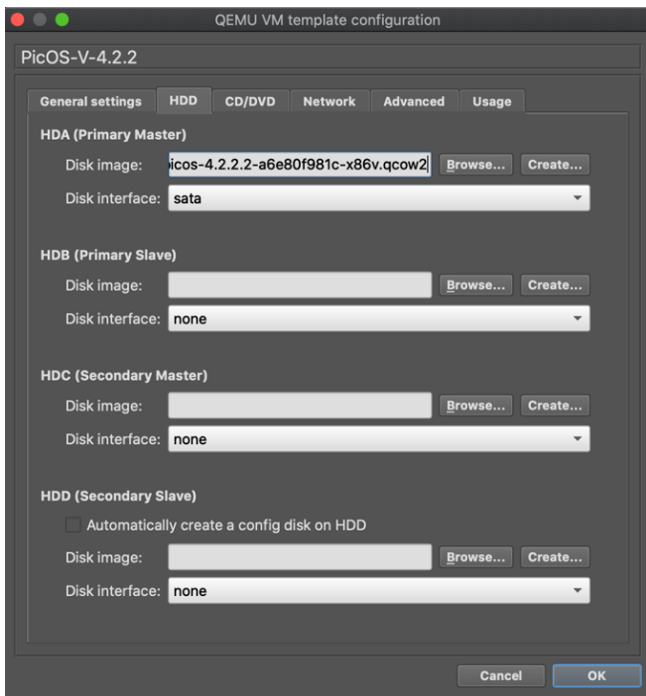 QEMU VM template configuration
PicOS-V-4.2.2
General settings HDD CD/DVD Network Advanced Usage
HDA (Primary Master)
Disk image: icos-4.2.2.2-a6e80f981c-x86v.qcow2 Browse... Create...
Disk interface: sata
HDB (Primary Slave)
Disk image: Browse... Create...
Disk interface: none
HDC (Secondary Master)
Disk image: Browse... Create...
Disk interface: none
HDD (Secondary Slave)
Automatically create a config disk on HDD
Disk image: Browse... Create...
Disk interface: none
Cancel OK